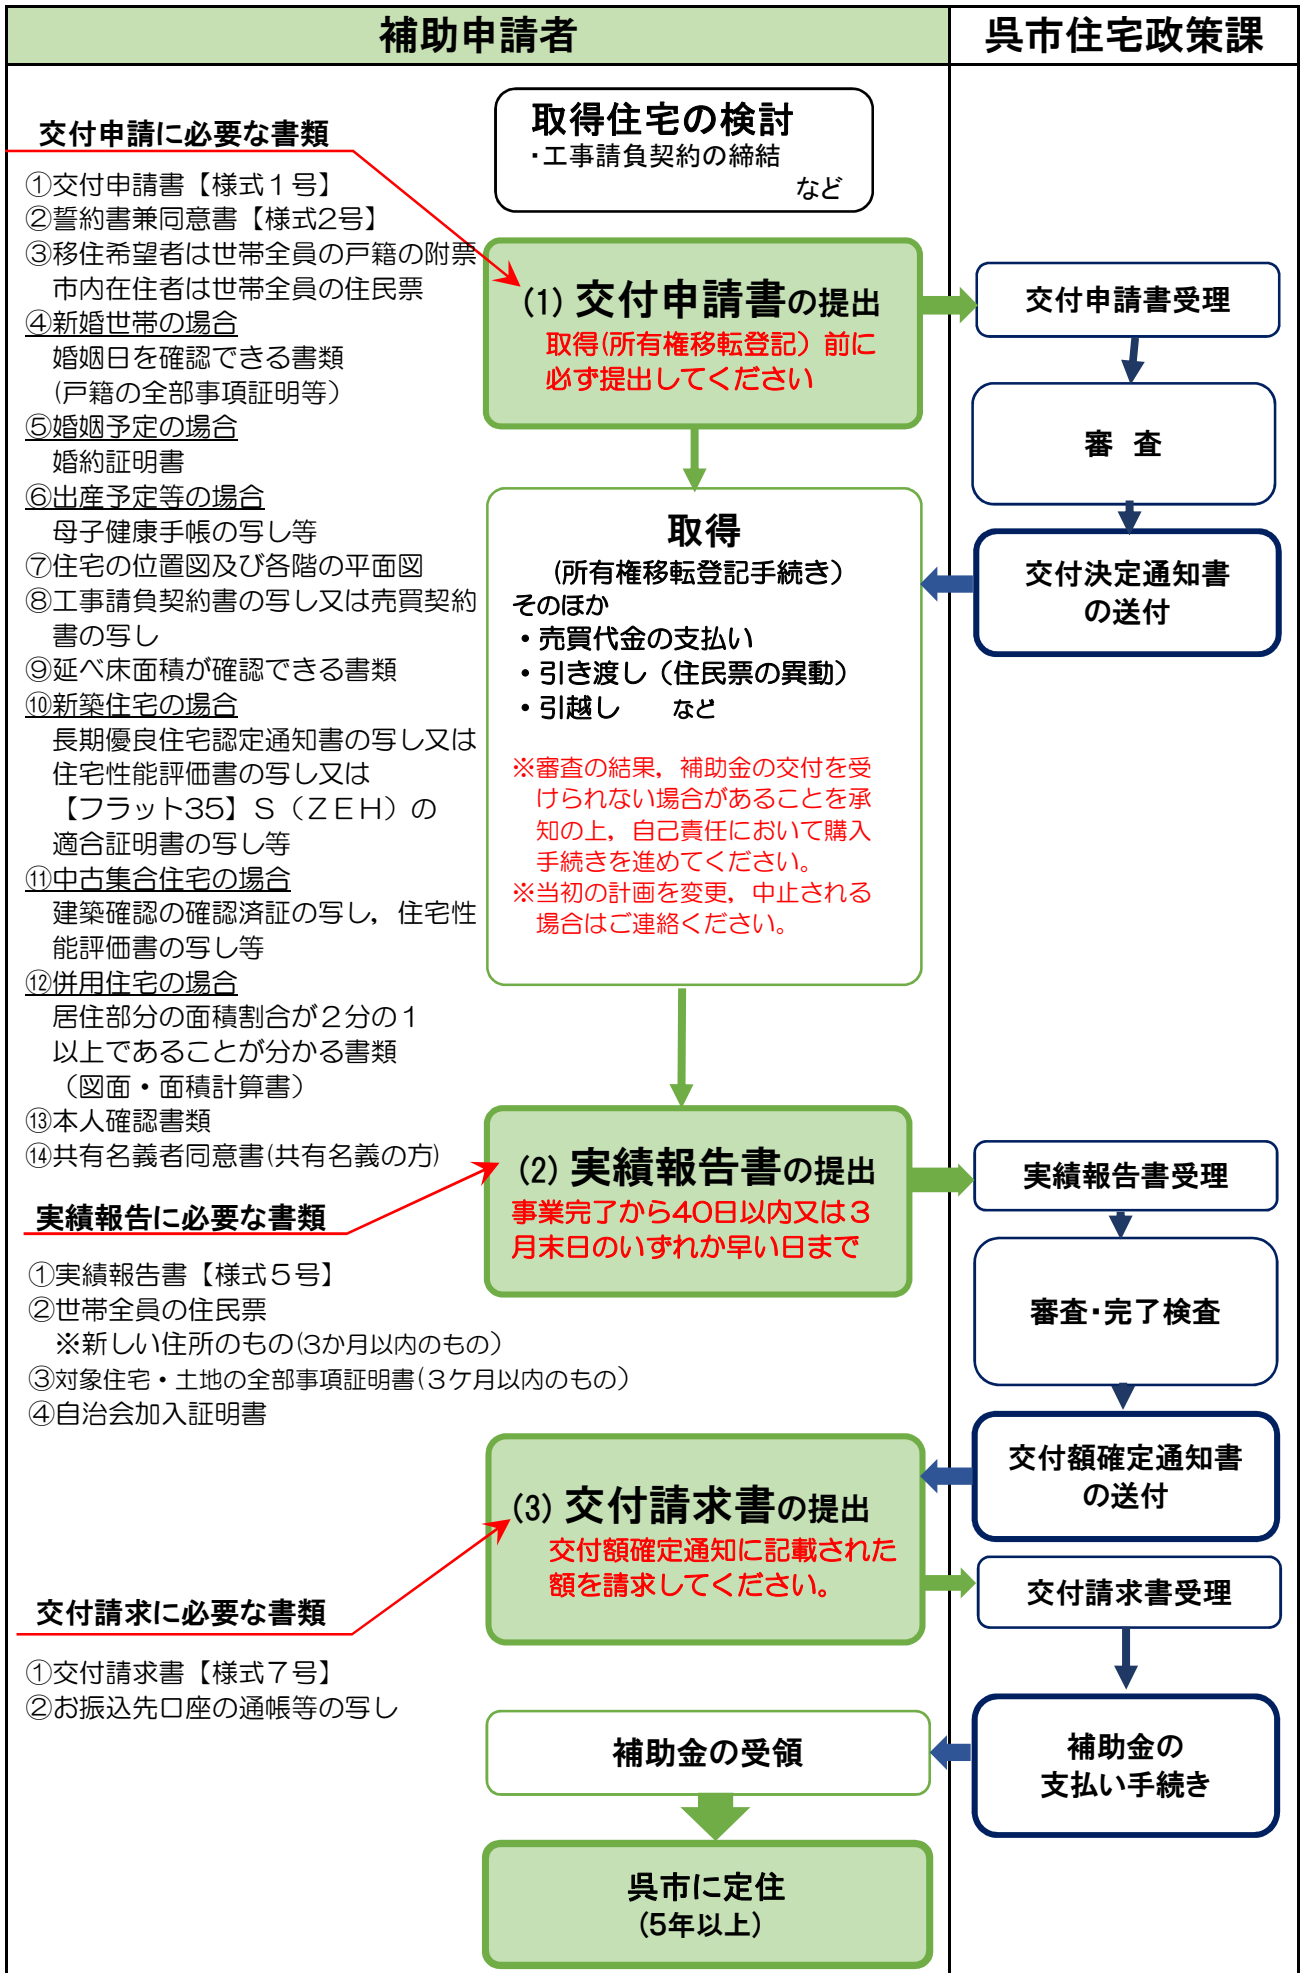 補助申請者
呉市住宅政策課
取得住宅の検討
・工事請負契約の締結
など
交付申請に必要な書類
①交付申請書【様式１号】
②誓約書兼同意書【様式2号】
③移住希望者は世帯全員の戸籍の附票
市内在住者は世帯全員の住民票
④新婚世帯の場合
婚姻日を確認できる書類
(戸籍の全部事項証明等）
⑤婚姻予定の場合
婚約証明書
⑥出産予定等の場合
母子健康手帳の写し等
⑦住宅の位置図及び各階の平面図
⑧工事請負契約書の写し又は売買契約
書の写し
⑨延べ床面積が確認できる書類
⑩新築住宅の場合
長期優良住宅認定通知書の写し又は
住宅性能評価書の写し又は
【フラット35】Ｓ（ＺＥＨ）の
適合証明書の写し等
⑪中古集合住宅の場合
建築確認の確認済証の写し，住宅性
能評価書の写し等
⑫併用住宅の場合
居住部分の面積割合が２分の１
以上であることが分かる書類
（図面・面積計算書）
⑬本人確認書類
⑭共有名義者同意書(共有名義の方)
(1) 交付申請書の提出
取得(所有権移転登記）前に
必ず提出してください
交付申請書受理
審　査
交付決定通知書
の送付
取得
(所有権移転登記手続き）
そのほか
・売買代金の支払い
・引き渡し（住民票の異動）
・引越し　　など
※審査の結果，補助金の交付を受
けられない場合があることを承
知の上，自己責任において購入
手続きを進めてください。
※当初の計画を変更，中止される
場合はご連絡ください。
(2) 実績報告書の提出
事業完了から40日以内又は３
月末日のいずれか早い日まで
実績報告書受理
審査・完了検査
実績報告に必要な書類
①実績報告書【様式５号】
②世帯全員の住民票
※新しい住所のもの(3か月以内のもの）
③対象住宅・土地の全部事項証明書(３ケ月以内のもの）
④自治会加入証明書
交付額確定通知書
の送付
(3) 交付請求書の提出
交付額確定通知に記載された
額を請求してください。
交付請求書受理
交付請求に必要な書類
①交付請求書【様式７号】
②お振込先口座の通帳等の写し
補助金の受領
補助金の
支払い手続き
呉市に定住
(5年以上）